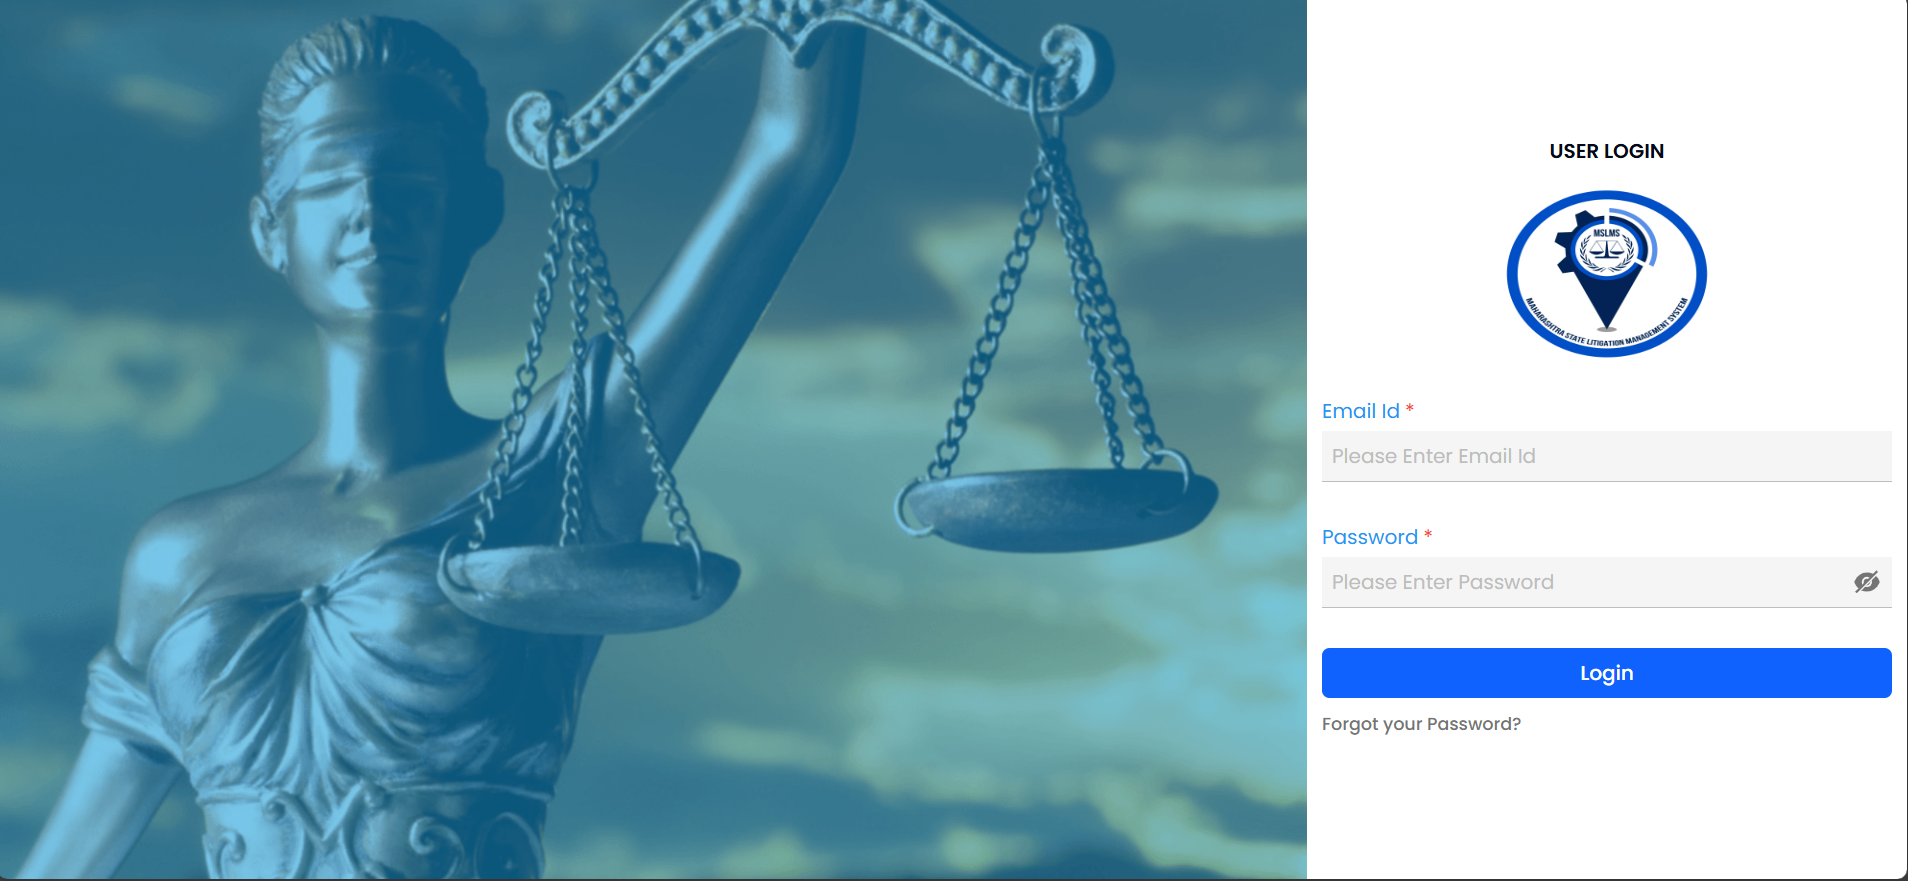 USER LOGIN
MSLMS
MAHARASHTRA STATE LITIGATION MANAGEMENT SYSTEM
Email Id *
Please Enter Email Id
Password *
Please Enter Password
Login
Forgot your Password?